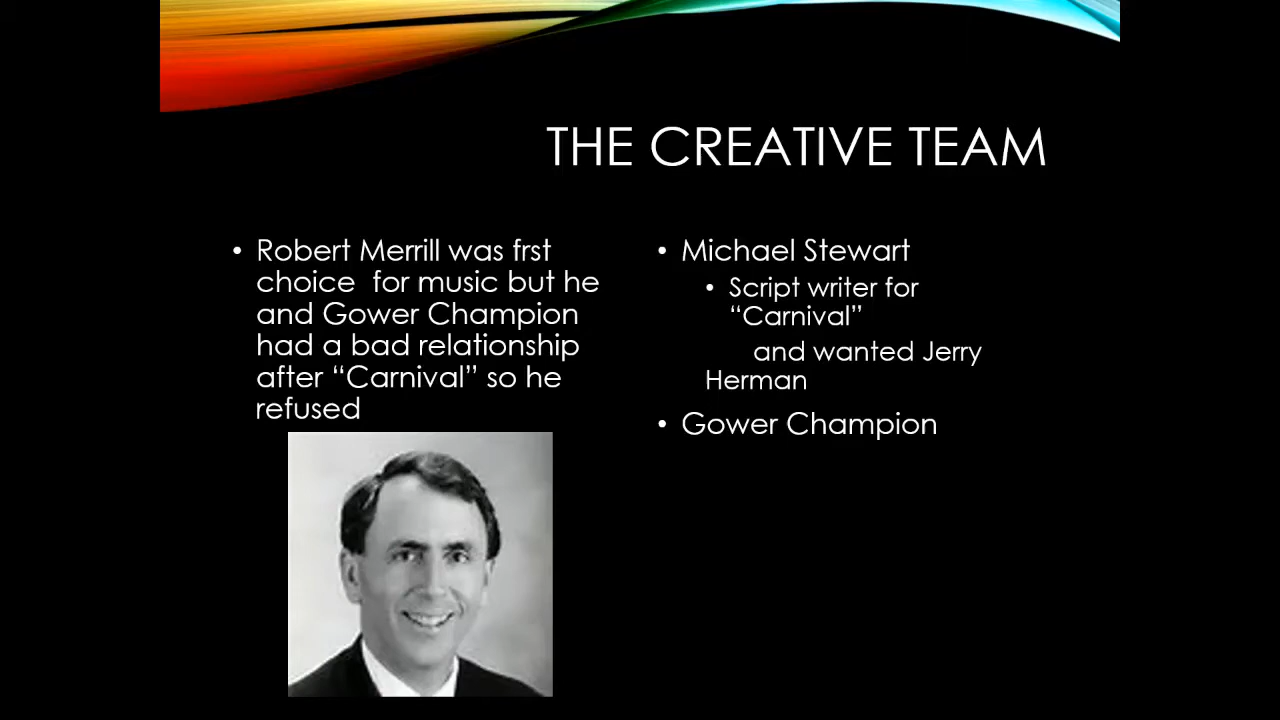 THE CREATIVE TEAM
• Robert Merrill was frst
choice  for music but he
and Gower Champion
had a bad relationship
after “Carnival” so he
refused
• Michael Stewart
• Script writer for
“Carnival”
and wanted Jerry
Herman
• Gower Champion